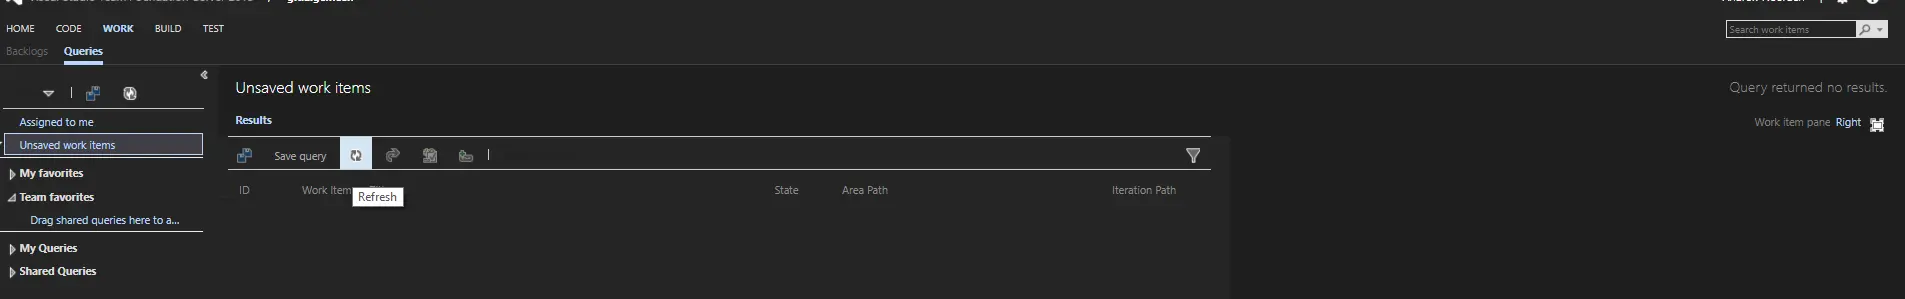 HOME CODE WORK BUILD TEST
Search work items
Backlogs Queries
Unsaved work items
Query returned no results.
Assigned to me
Results
Work item pane Right
Unsaved work items
Save query
My favorites
ID Work Item State Area Path Iteration Path
Refresh
Team favorites
Drag shared queries here to a...
My Queries
Shared Queries